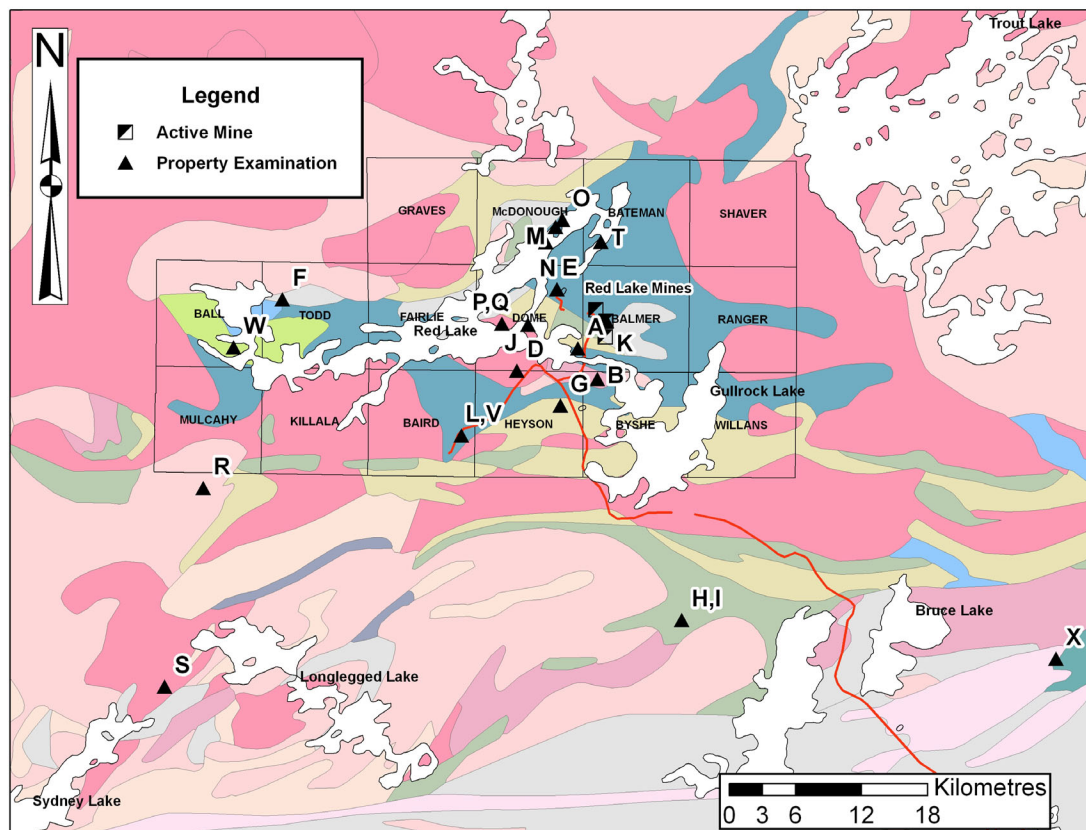 Trout Lake
N
Legend
Active Mine
Property Examination
O
GRAVES
McDONOUGH
BATEMAN
SHAVER
M
T
N E
F
Red Lake Mines
P,Q
BALL
TODD
FAIRLIE
DOME
A
BALMER
RANGER
W
Red Lake
J
D
K
G
B
Gullrock Lake
MULCAHY
KILLALA
BAIRD
L,V
HEYSON
BYSHE
WILLANS
R
H,I
Bruce Lake
X
S
Longlegged Lake
Sydney Lake
Kilometres
0 3 6 12 18